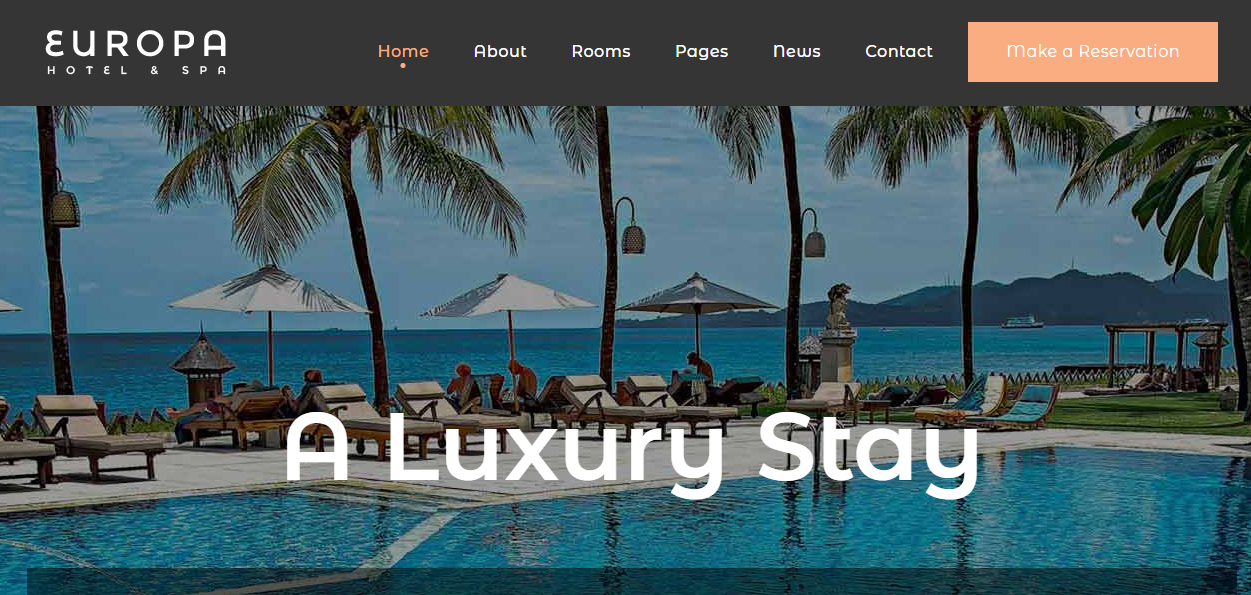 EUROPA
HOTEL & SPA
Home About Rooms Pages News Contact Make a Reservation
A Luxury Stay